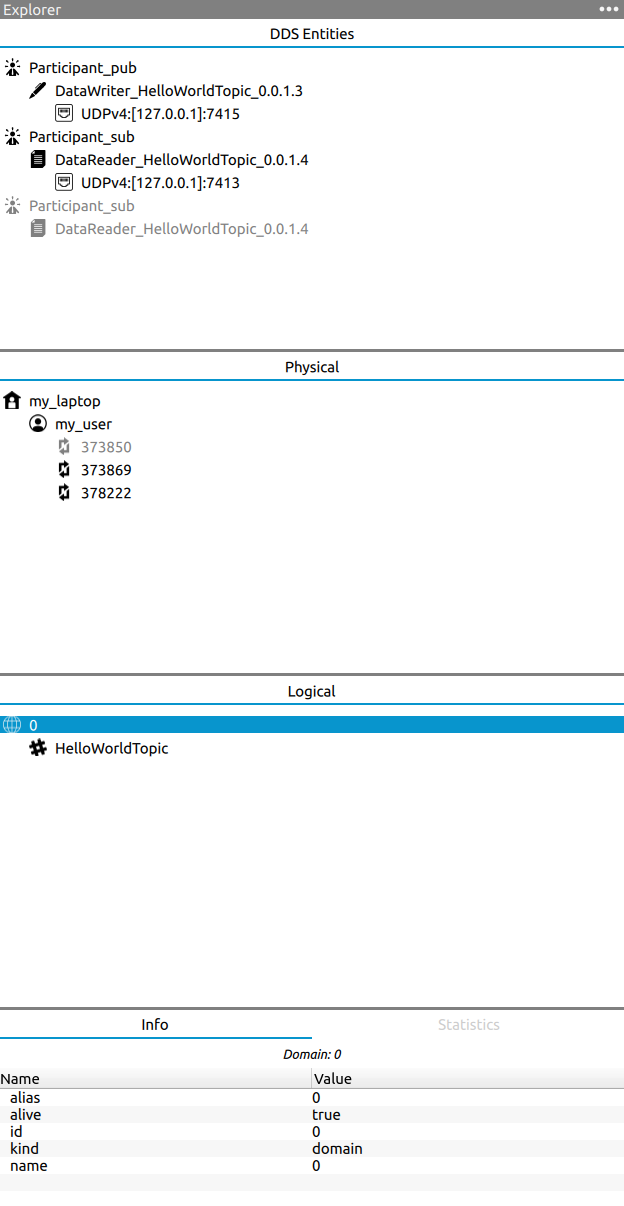 Explorer
DDS Entities
Participant_pub
DataWriter_HelloWorldTopic_0.0.1.3
UDPv4:[127.0.0.1]:7415
Participant_sub
DataReader_HelloWorldTopic_0.0.1.4
UDPv4:[127.0.0.1]:7413
Participant_sub
DataReader_HelloWorldTopic_0.0.1.4
Physical
my_laptop
my_user
373850
373869
378222
Logical
0
HelloWorldTopic
Info Statistics
Domain: 0
Name Value
alias 0
alive true
id 0
kind domain
name 0